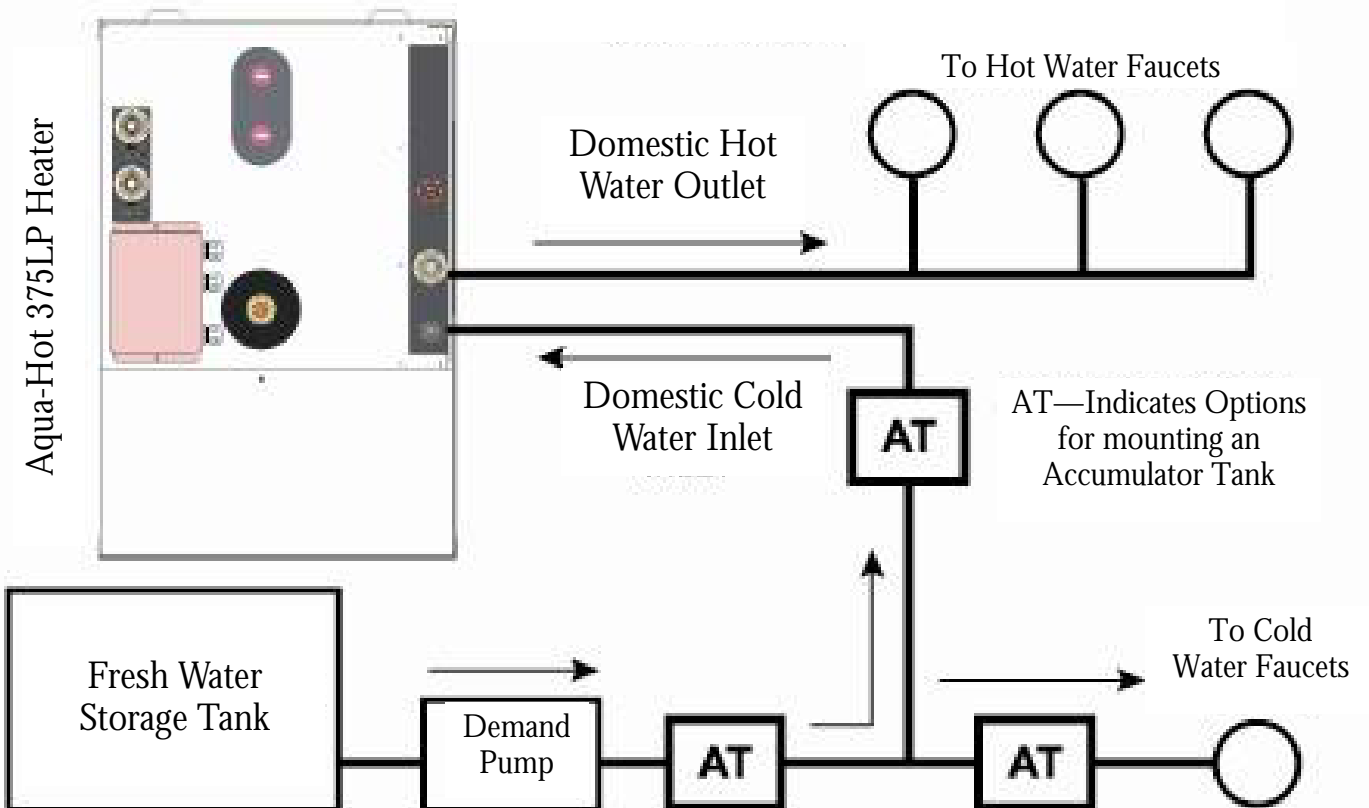 Aqua-Hot 375LP Heater
To Hot Water Faucets
Domestic Hot
Water Outlet
Domestic Cold
Water Inlet
AT
AT—Indicates Options
for mounting an
Accumulator Tank
Fresh Water
Storage Tank
Demand
Pump
AT
AT
To Cold
Water Faucets